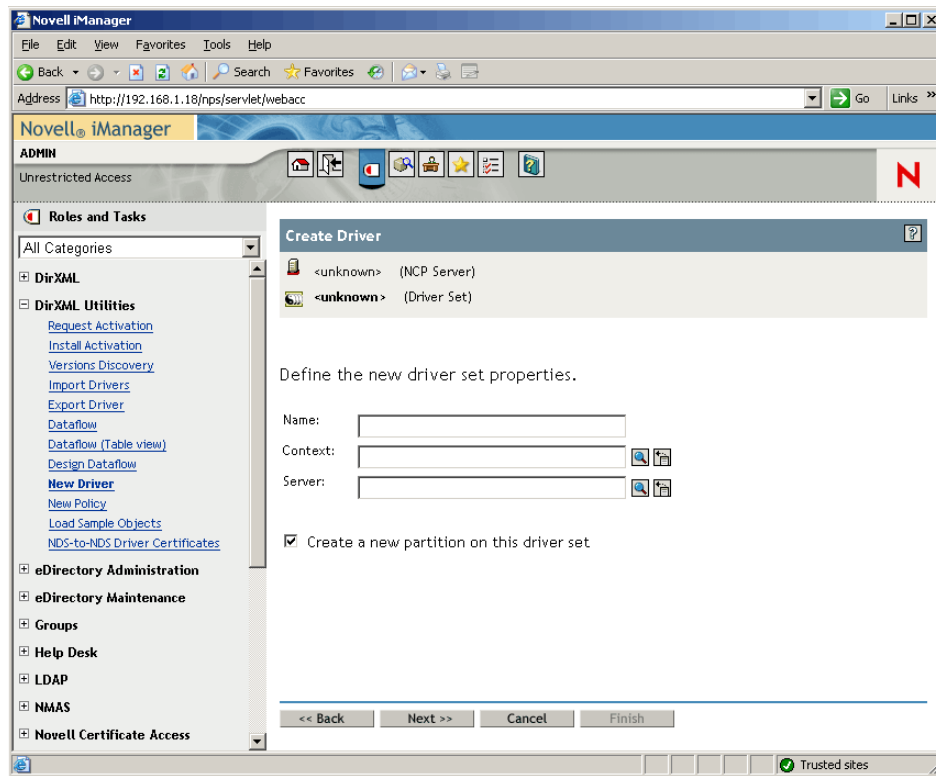 Novell iManager
File Edit View Favorites Tools Help
Back Search Favorites
Address http://192.168.1.18/nps/servlet/webacc Go Links »
Novell® iManager
ADMIN
Unrestricted Access
N
Roles and Tasks
All Categories
DirXML
DirXML Utilities
Request Activation
Install Activation
Versions Discovery
Import Drivers
Export Driver
Dataflow
Dataflow (Table view)
Design Dataflow
New Driver
New Policy
Load Sample Objects
NDS-to-NDS Driver Certificates
eDirectory Administration
eDirectory Maintenance
Groups
Help Desk
LDAP
NMAS
Novell Certificate Access
Create Driver ?
<unknown> (NCP Server)
<unknown> (Driver Set)
Define the new driver set properties.
Name:
Context:
Server:
Create a new partition on this driver set
<< Back Next >> Cancel Finish
Trusted sites